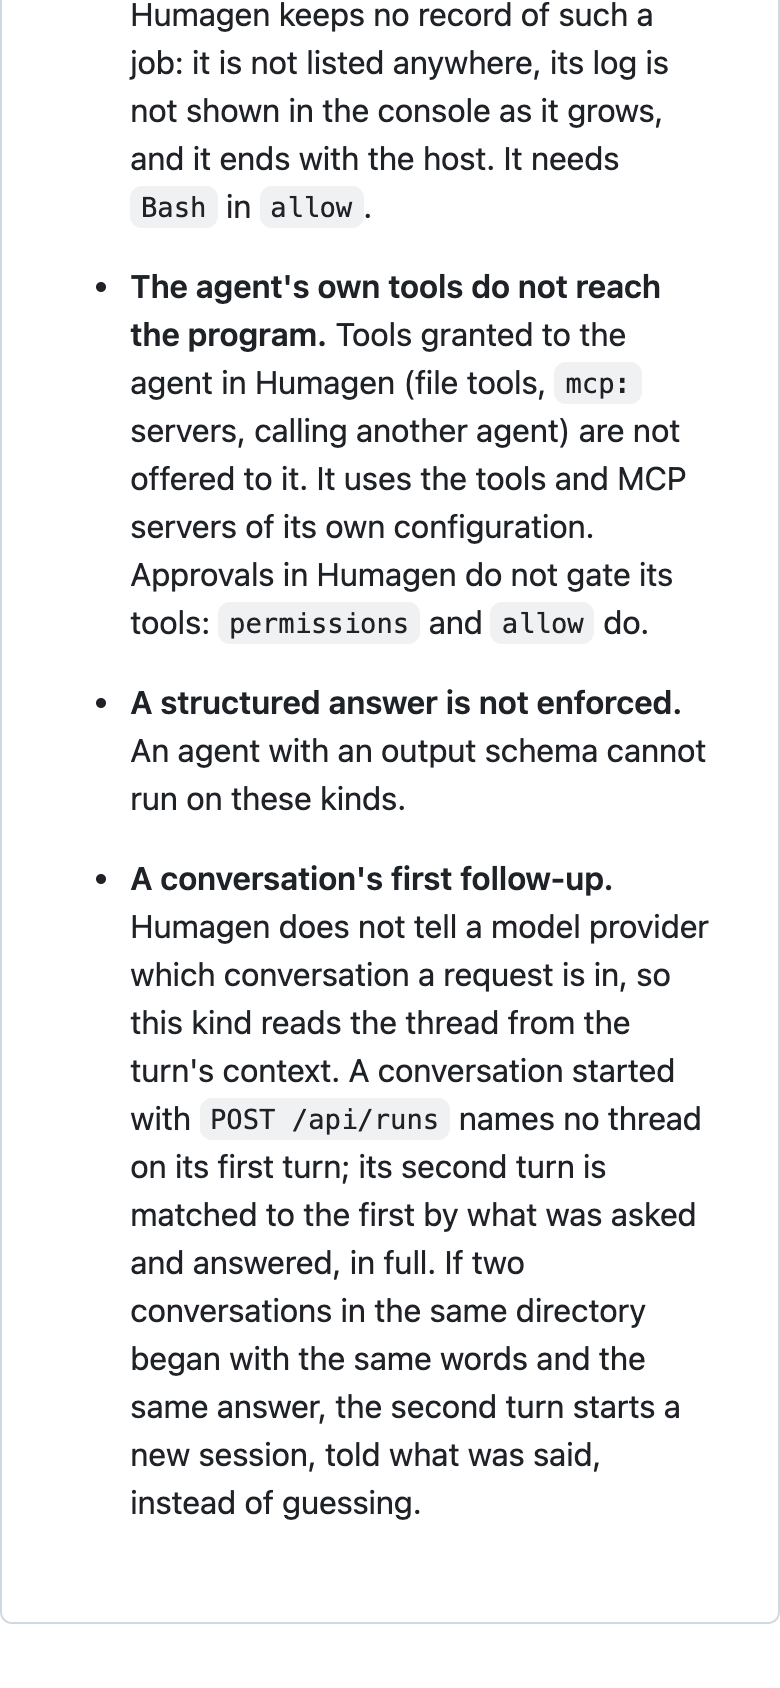 Humagen keeps no record of such a
job: it is not listed anywhere, its log is
not shown in the console as it grows,
and it ends with the host. It needs
Bash in allow.
• The agent's own tools do not reach
the program. Tools granted to the
agent in Humagen (file tools, mcp:
servers, calling another agent) are not
offered to it. It uses the tools and MCP
servers of its own configuration.
Approvals in Humagen do not gate its
tools: permissions and allow do.
• A structured answer is not enforced.
An agent with an output schema cannot
run on these kinds.
• A conversation's first follow-up.
Humagen does not tell a model provider
which conversation a request is in, so
this kind reads the thread from the
turn's context. A conversation started
with POST /api/runs names no thread
on its first turn; its second turn is
matched to the first by what was asked
and answered, in full. If two
conversations in the same directory
began with the same words and the
same answer, the second turn starts a
new session, told what was said,
instead of guessing.